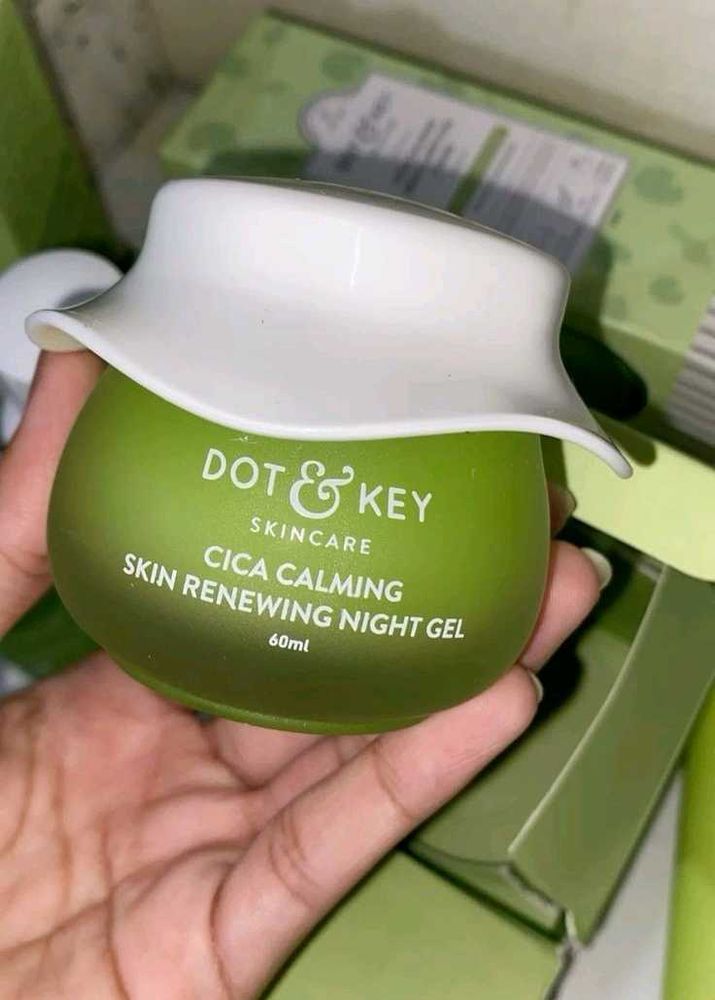 DOT & KEY
SKINCARE
CICA CALMING
SKIN RENEWING NIGHT GEL
60ml